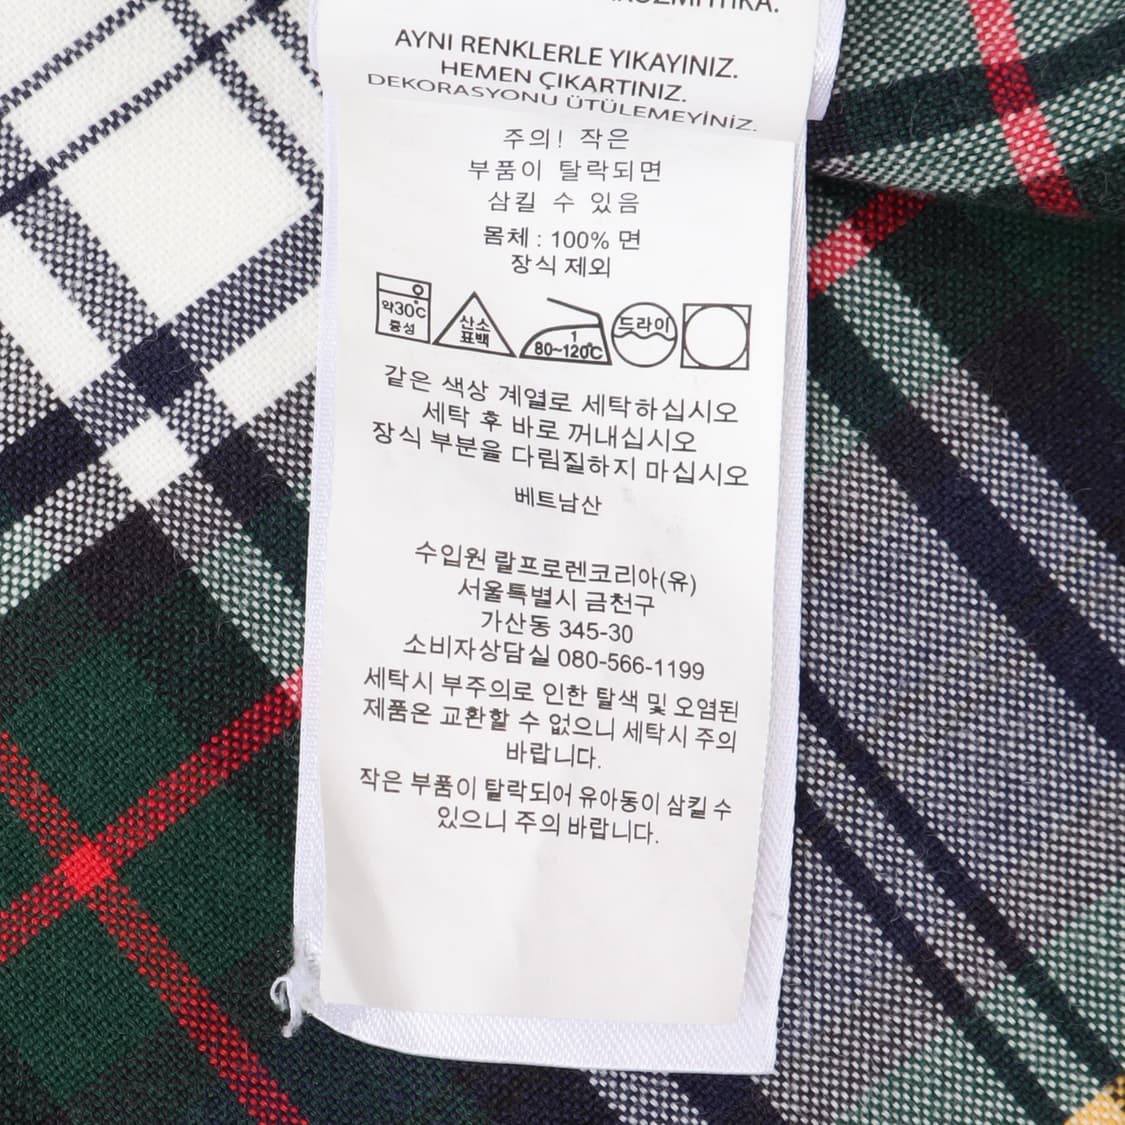 AYNI RENKLERLE YIKAYINIZ.
HEMEN ÇIKARTINIZ.
DEKORASYONU ÜTÜLEMEYİNİZ.
주의! 작은
부품이 탈락되면
삼킬 수 있음
몸체 : 100% 면
장식 제외
약30°C
중성
산소
표백
1
80~120°C
드라이
같은 색상 계열로 세탁하십시오
세탁 후 바로 꺼내십시오
장식 부분을 다림질하지 마십시오
베트남산
수입원 랄프로렌코리아(유)
서울특별시 금천구
가산동 345-30
소비자상담실 080-566-1199
세탁시 부주의로 인한 탈색 및 오염된
제품은 교환할 수 없으니 세탁시 주의
바랍니다.
작은 부품이 탈락되어 유아동이 삼킬 수
있으니 주의 바랍니다.